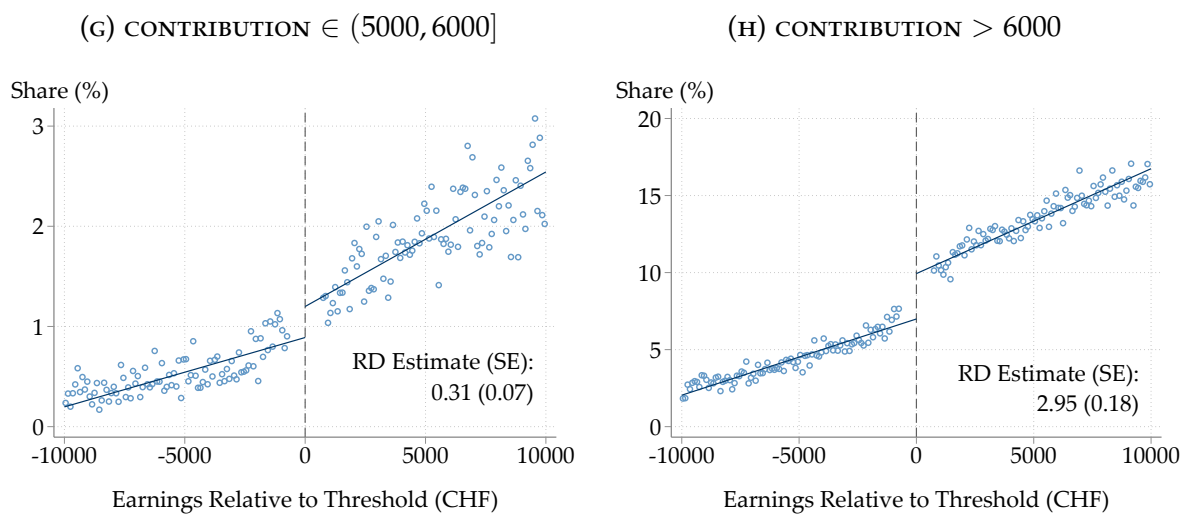 (G) CONTRIBUTION ∈ (5000, 6000]
Share (%)
3
2
1
0
RD Estimate (SE):
0.31 (0.07)
-10000 -5000 0 5000 10000
Earnings Relative to Threshold (CHF)
(H) CONTRIBUTION > 6000
Share (%)
20
15
10
5
0
RD Estimate (SE):
2.95 (0.18)
-10000 -5000 0 5000 10000
Earnings Relative to Threshold (CHF)